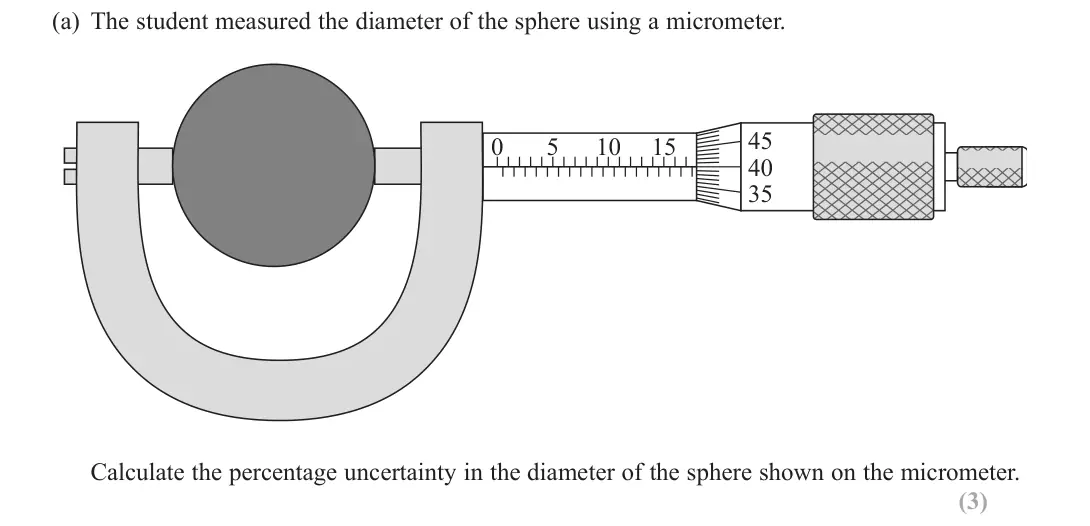 (a) The student measured the diameter of the sphere using a micrometer.
0 5 10 15
45
40
35
Calculate the percentage uncertainty in the diameter of the sphere shown on the micrometer.
(3)